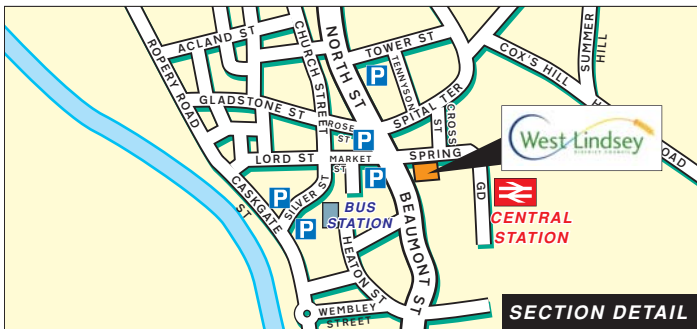 ACLAND ST
ROPERY ROAD
CHURCH STREET
NORTH ST
TOWER ST
TENNYSON
COX'S HILL
SUMMER
HILL
P
GLADSTONE ST
ROSE
ST
SPITAL TER
CROSS
ST
P
LORD ST
MARKET
ST
SPRING
GD
ROAD
West Lindsey
DISTRICT COUNCIL
CASKGATE
ST
SILVER ST
P
P
P
BUS
STATION
HEATON ST
BEAUMONT ST
CENTRAL
STATION
WEMBLEY
STREET
SECTION DETAIL